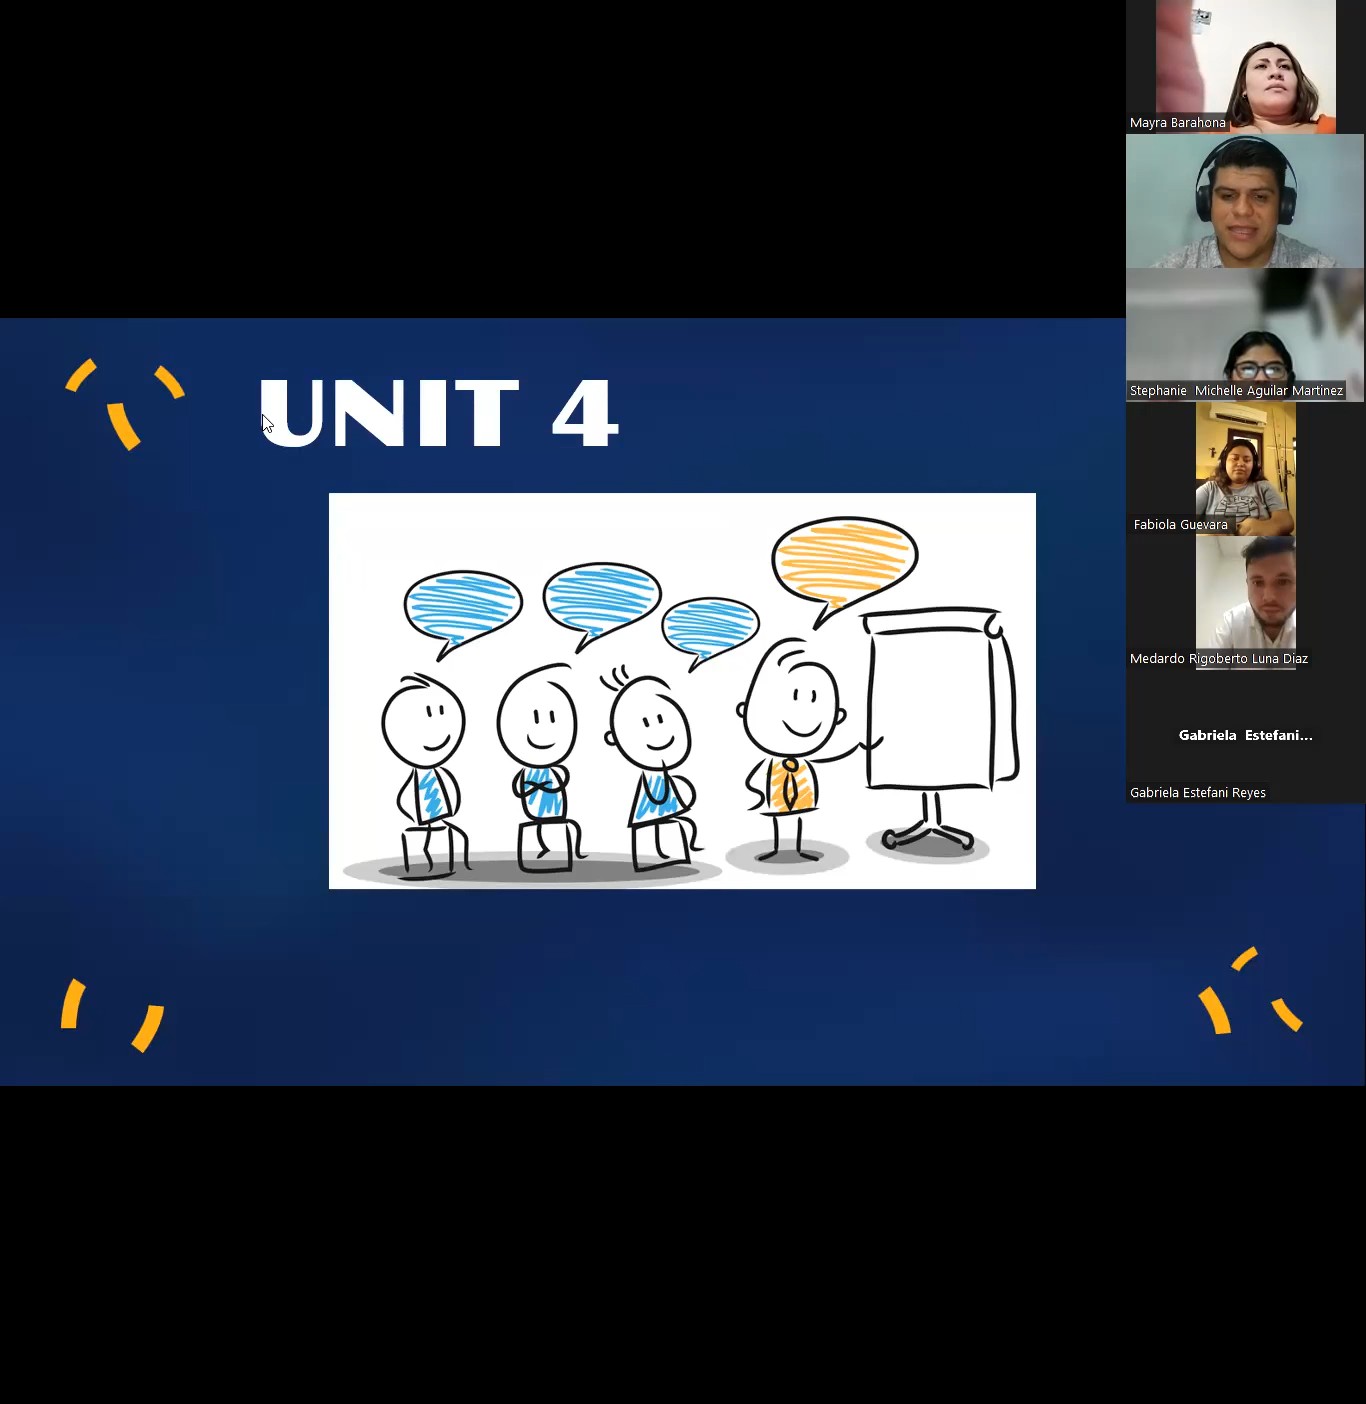 UNIT 4
Mayra Barahona
Stephanie  Michelle Aguilar Martinez
Fabiola Guevara
Medardo Rigoberto Luna Diaz
Gabriela  Estefani...
Gabriela Estefani Reyes